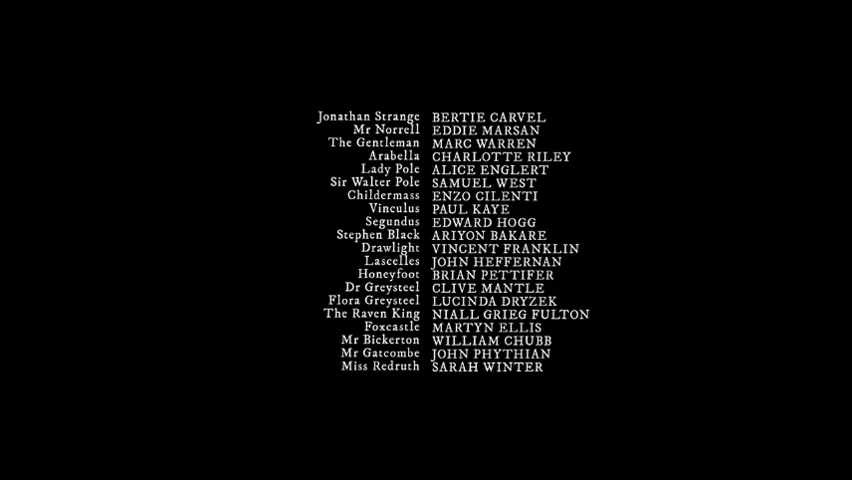 Jonathan Strange BERTIE CARVEL
Mr Norrell EDDIE MARSAN
The Gentleman MARC WARREN
Arabella CHARLOTTE RILEY
Lady Pole ALICE ENGLERT
Sir Walter Pole SAMUEL WEST
Childermass ENZO CILENTI
Vinculus PAUL KAYE
Segundus EDWARD HOGG
Stephen Black ARIYON BAKARE
Drawlight VINCENT FRANKLIN
Lascelles JOHN HEFFERNAN
Honeyfoot BRIAN PETTIFER
Dr Greysteel CLIVE MANTLE
Flora Greysteel LUCINDA DRYZEK
The Raven King NIALL GRIEG FULTON
Foxcastle MARTYN ELLIS
Mr Bickerton WILLIAM CHUBB
Mr Gatcombe JOHN PHYTHIAN
Miss Redruth SARAH WINTER